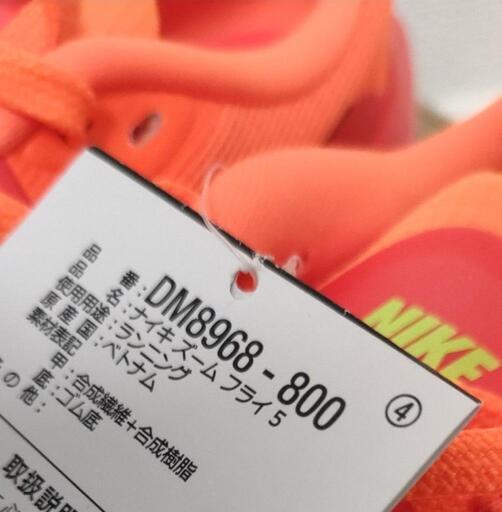 品　番：DM8968 - 800
品　名：ナイキ ズーム フライ 5
使用用途：ランニング
原産国：ベトナム
素材表記
甲：合成繊維+合成樹脂
底：ゴム底
その他：
取扱説明
④
NIKE